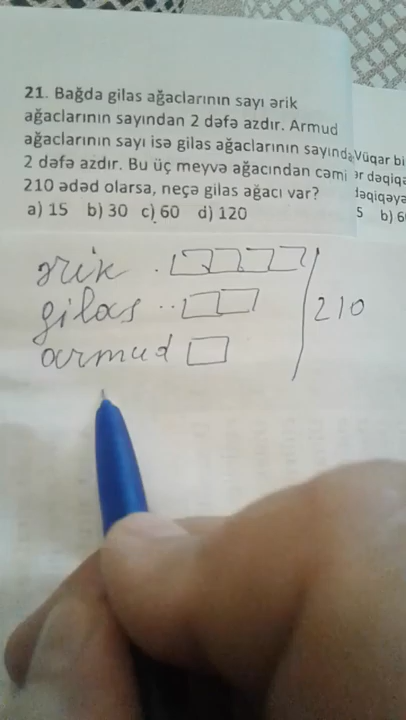 21. Bağda gilas ağaclarının sayı ərik
ağaclarının sayından 2 dəfə azdır. Armud
ağaclarının sayı isə gilas ağaclarının sayında
2 dəfə azdır. Bu üç meyvə ağacından cəmi
210 ədəd olarsa, neçə gilas ağacı var?
a) 15 b) 30 c) 60 d) 120
Vüqar bi
ər dəqiqə
dəqiqəyə
5 b) 6
ərik
gilas
armud
210